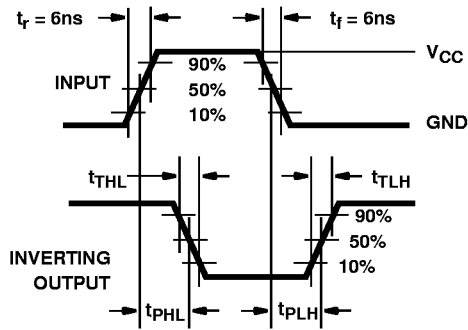 tr = 6ns
tf = 6ns
VCC
INPUT
90%
50%
10%
GND
tTHL
tTLH
90%
50%
10%
INVERTING
OUTPUT
tPHL
tPLH